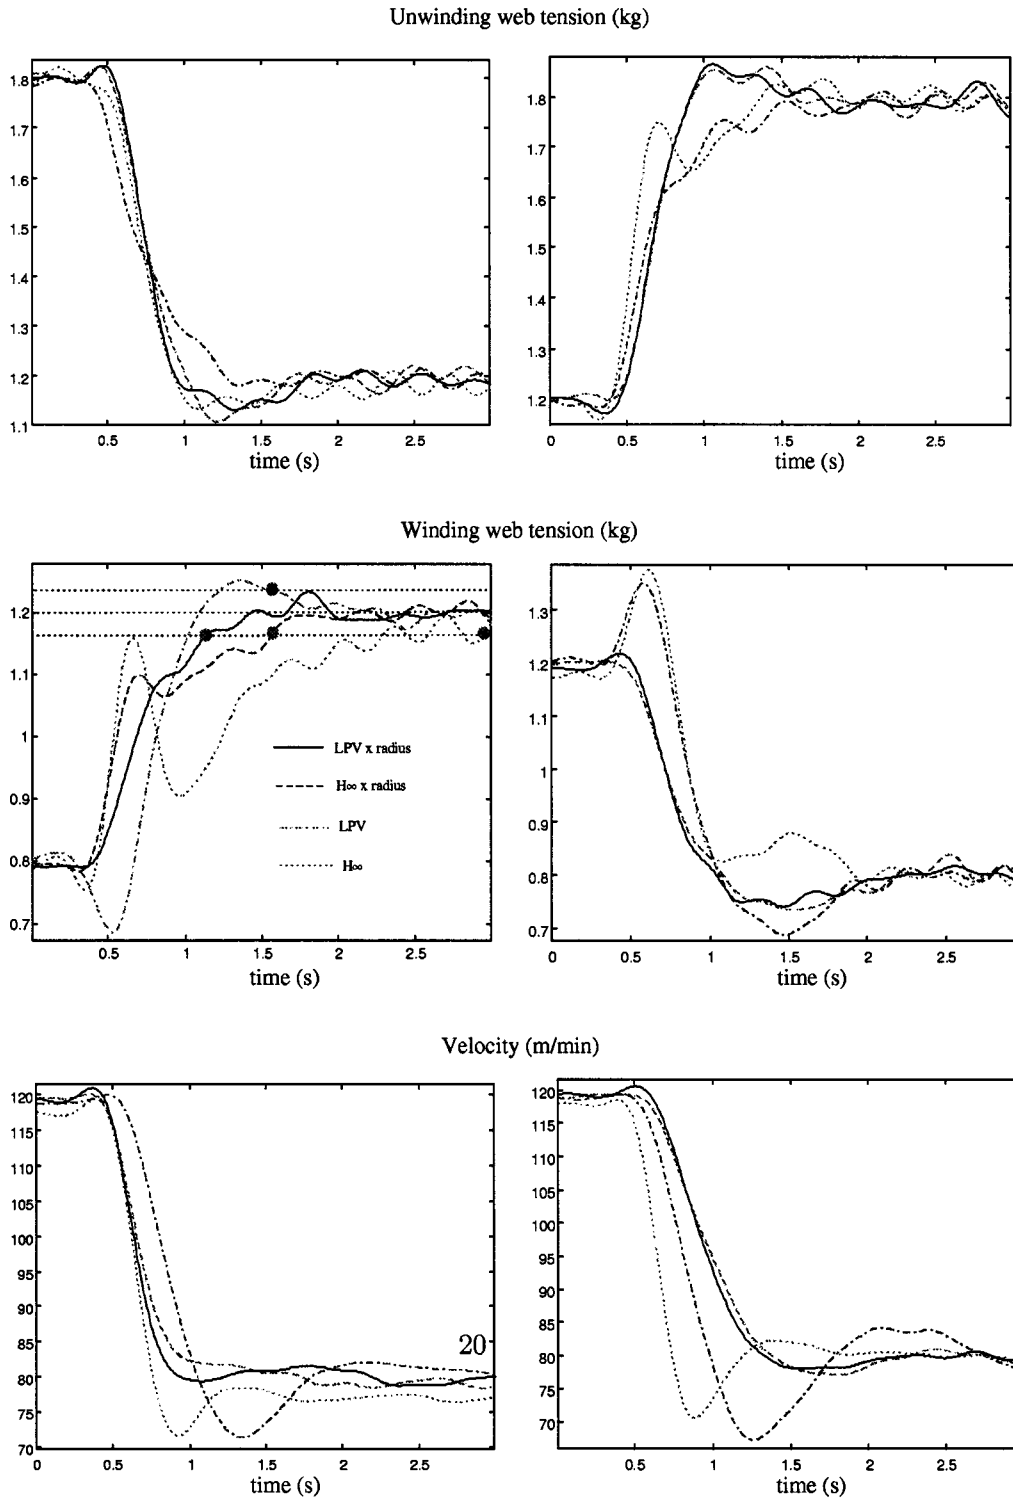 Unwinding web tension (kg)
1.8
1.7
1.6
1.5
1.4
1.3
1.2
1.1
0.5 1 1.5 2 2.5
time (s)
1.8
1.7
1.6
1.5
1.4
1.3
1.2
0 0.5 1 1.5 2 2.5
time (s)
Winding web tension (kg)
1.2
1.1
1
0.9
0.8
0.7
LPV x radius
H∞ x radius
LPV
H∞
0.5 1 1.5 2 2.5
time (s)
1.3
1.2
1.1
1
0.9
0.8
0.7
0 0.5 1 1.5 2 2.5
time (s)
Velocity (m/min)
120
115
110
105
100
95
90
85
80
75
70
20
0 0.5 1 1.5 2 2.5 3
time (s)
120
115
110
105
100
95
90
85
80
75
70
0.5 1 1.5 2 2.5
time (s)